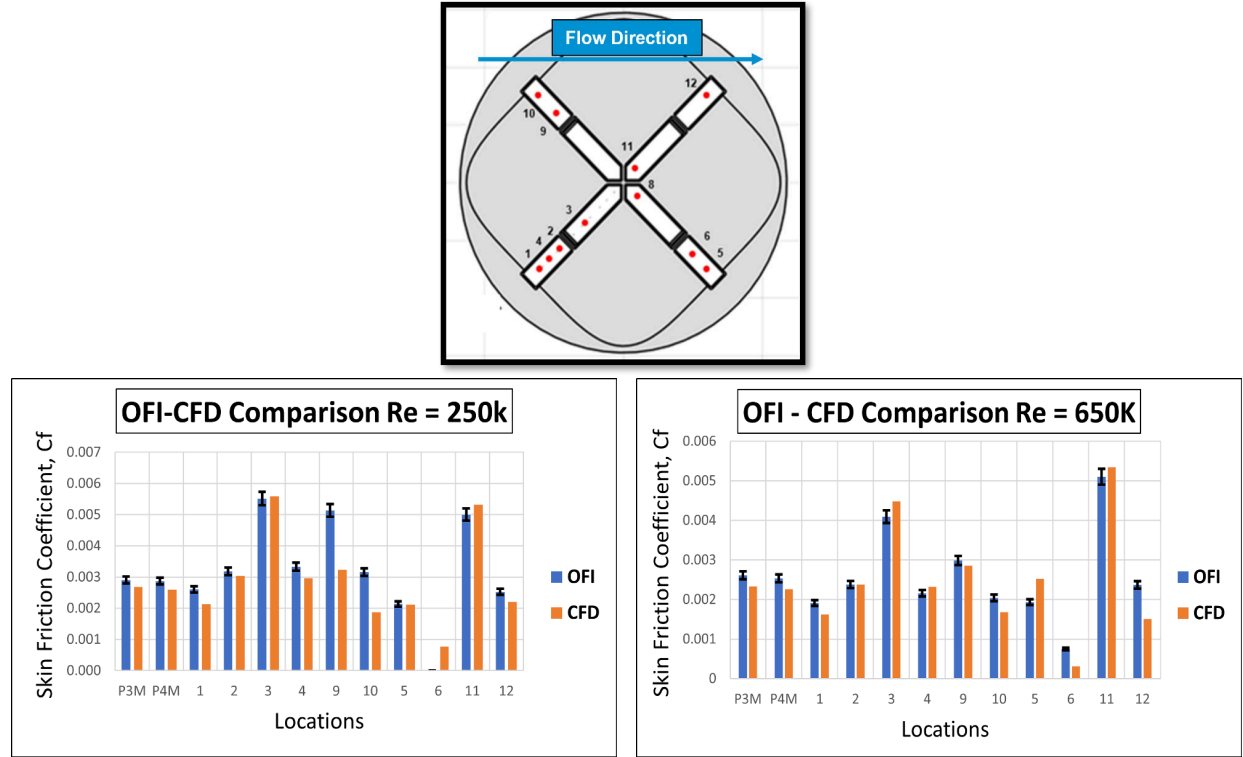 Flow Direction
12
10
9
11
8
3
2
4
1
6
5
OFI-CFD Comparison Re = 250k
Skin Friction Coefficient, Cf
0.007
0.006
0.005
0.004
0.003
0.002
0.001
0.000
P3M P4M 1 2 3 4 9 10 5 6 11 12
Locations
OFI
CFD
OFI - CFD Comparison Re = 650K
Skin Friction Coefficient, Cf
0.006
0.005
0.004
0.003
0.002
0.001
0
P3M P4M 1 2 3 4 9 10 5 6 11 12
Locations
OFI
CFD